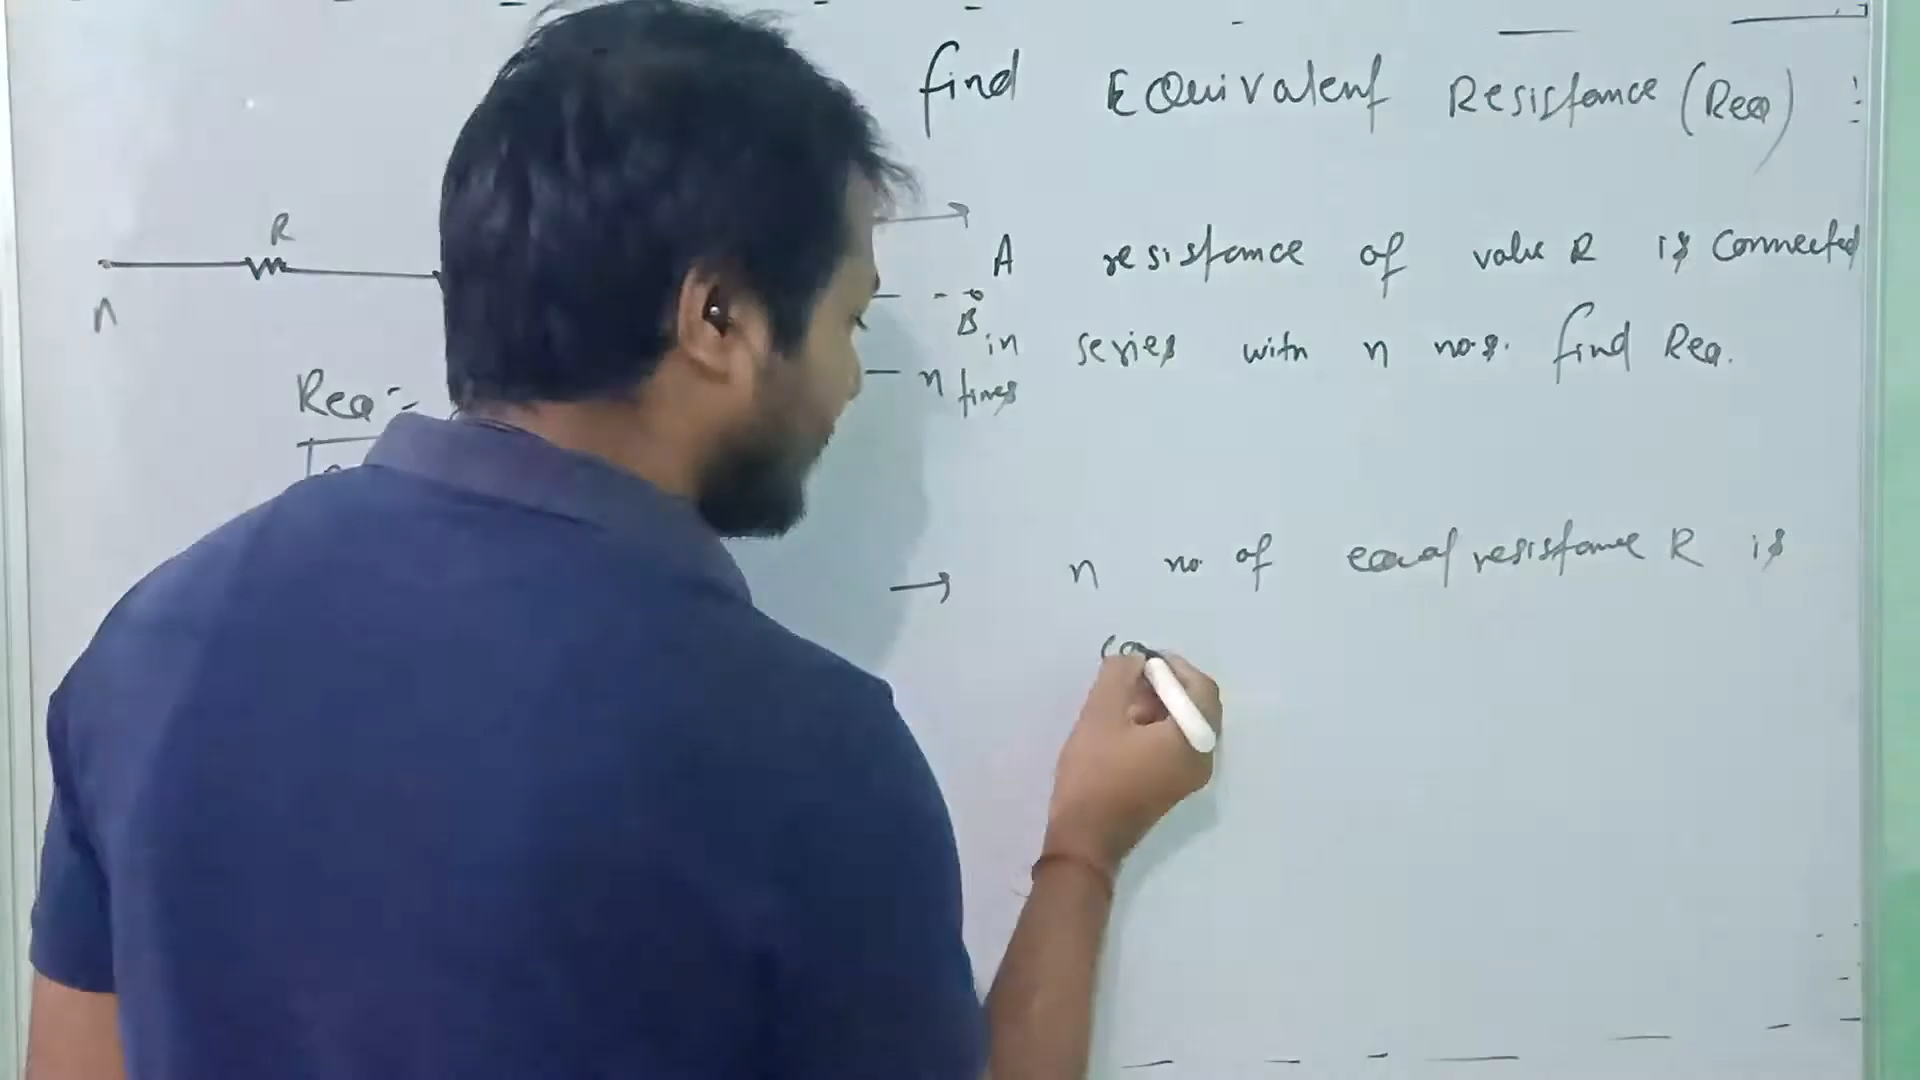 find Equivalent Resistance (Req) :
R
A resistance of value R is connected
B
in series with n nos. find Req.
n times
Req =
→ n no. of equal resistance R is
co